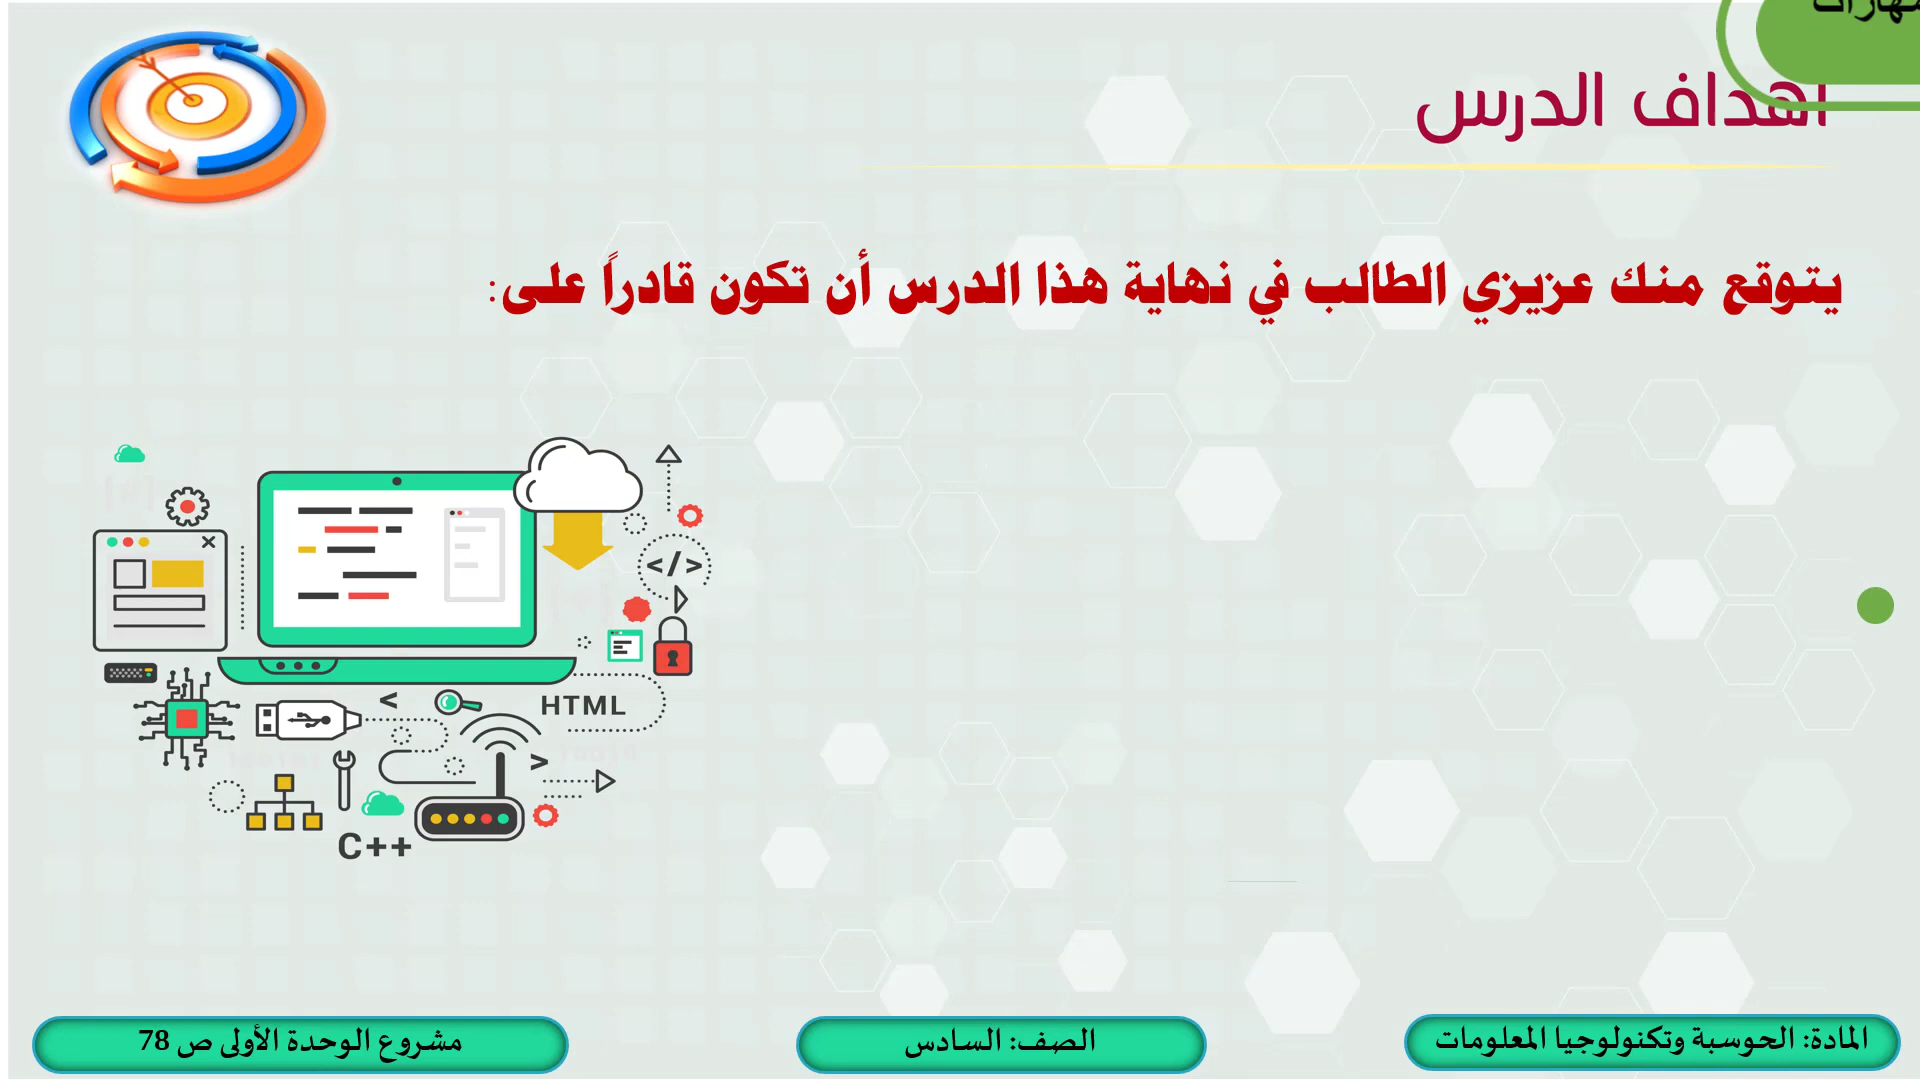 أهداف الدرس
يتوقع منك عزيزي الطالب في نهاية هذا الدرس أن تكون قادراً على:
</>
HTML
<
>
C++
المادة: الحوسبة وتكنولوجيا المعلومات
الصف: السادس
مشروع الوحدة الأولى ص 78